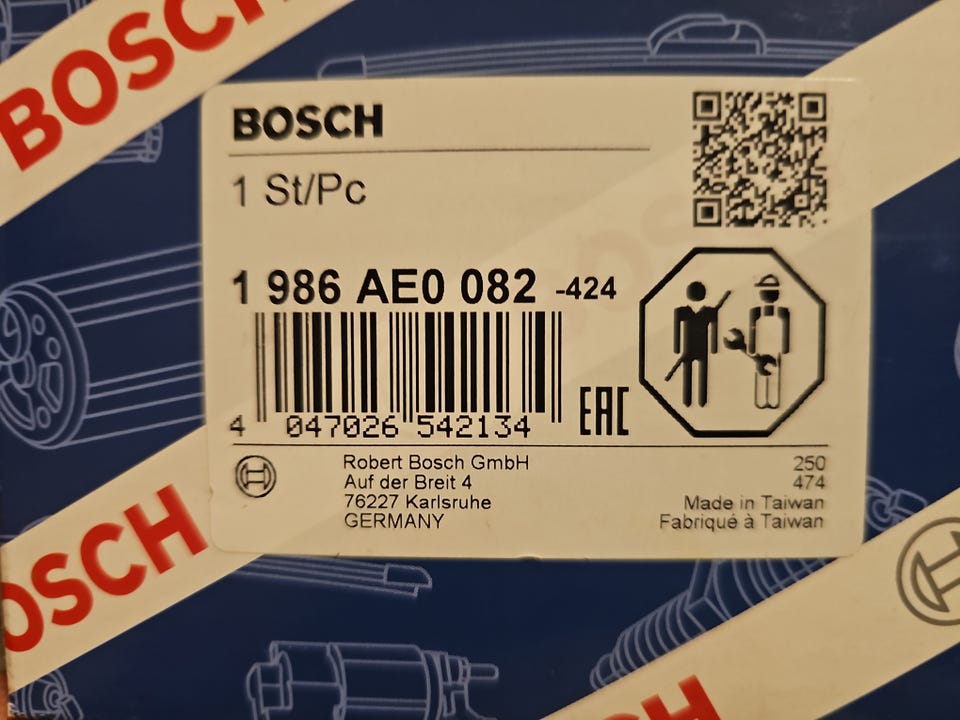 BOSCH
BOSCH
1 St/Pc
1 986 AE0 082 -424
4 047026 542134
EAC
Robert Bosch GmbH
Auf der Breit 4
76227 Karlsruhe
GERMANY
250
474
Made in Taiwan
Fabriqué à Taiwan
OSCH
H